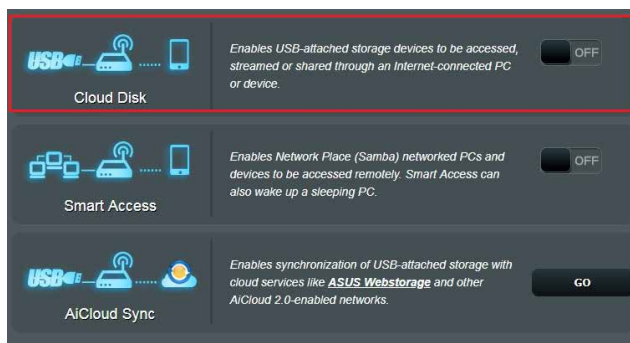 Enables USB-attached storage devices to be accessed,
USB
streamed or shared through an Internet-connected PC
OFF
or device.
Cloud Disk
Enables Network Place (Samba) networked PCs and
devices to be accessed remotely. Smart Access can
OFF
also wake up a sleeping PC.
Smart Access
Enables synchronization of USB-attached storage with
USB
cloud services like ASUS Webstorage and other
GO
AiCloud 2.0-enabled networks.
AiCloud Sync